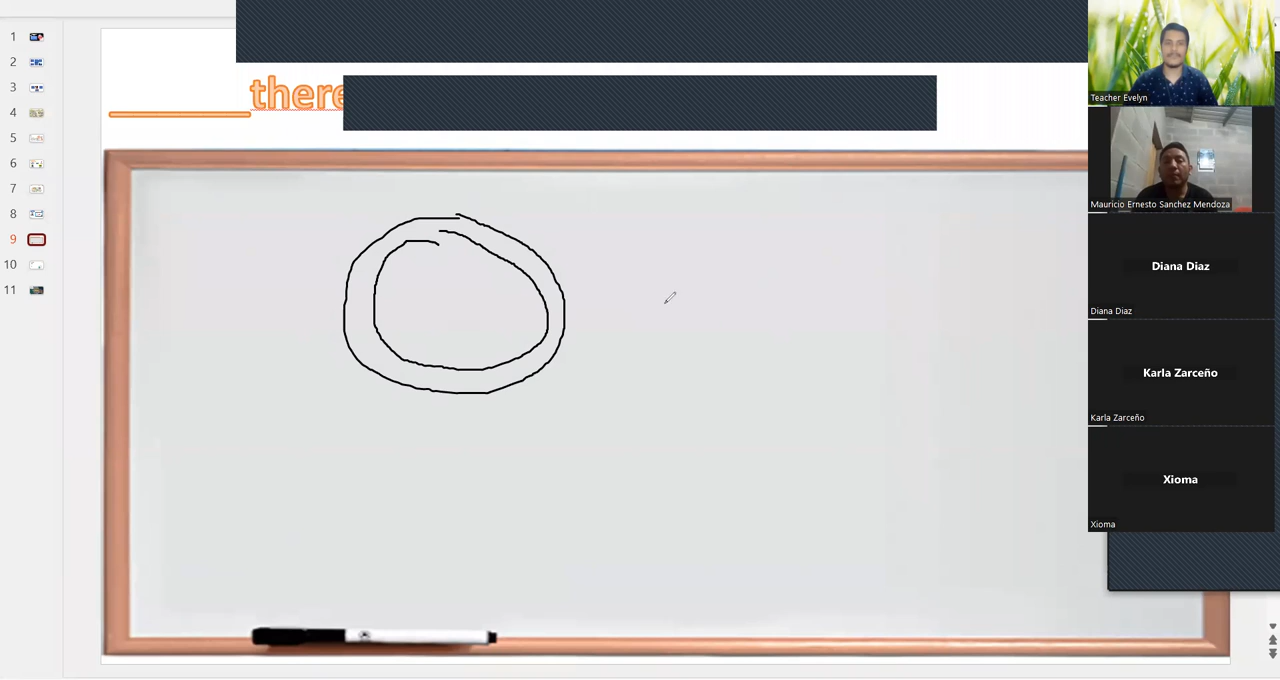 1
2
3
4
5
6
7
8
9
10
11
there
Teacher Evelyn
Mauricio Ernesto Sanchez Mendoza
Diana Diaz
Diana Diaz
Karla Zarceño
Karla Zarceño
Xioma
Xioma